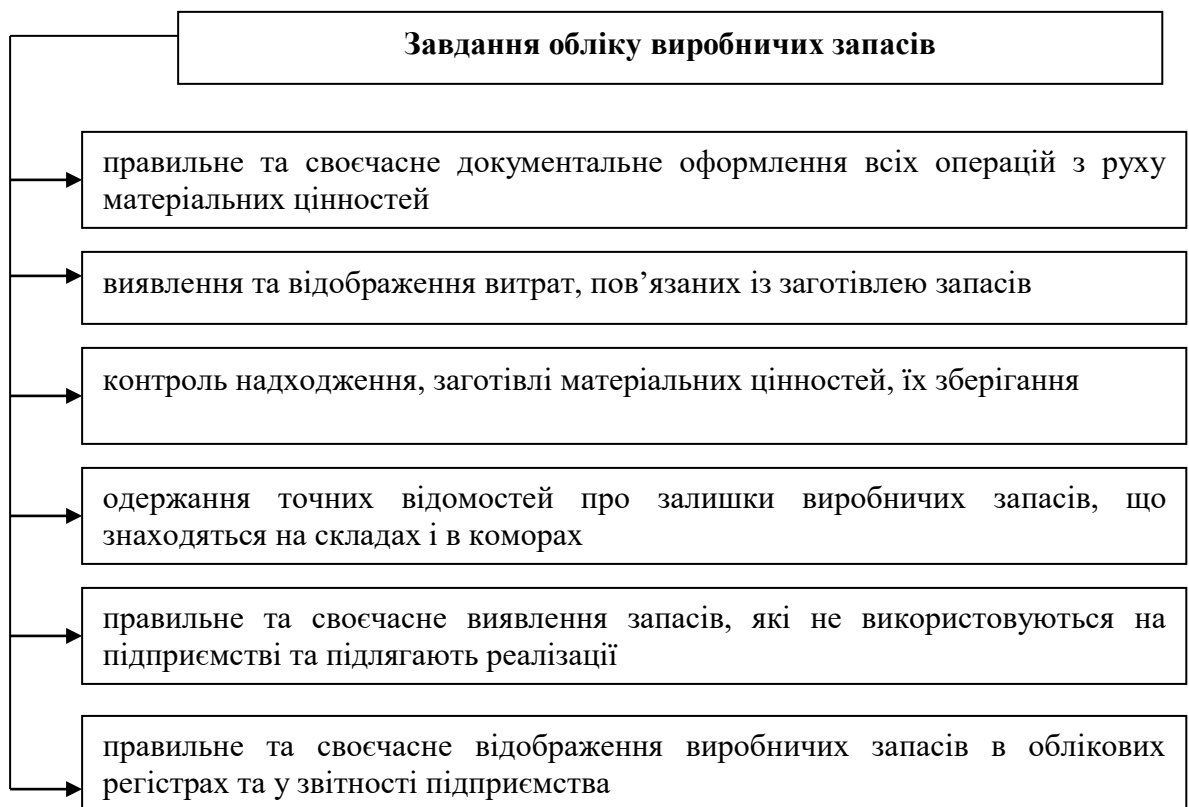 Завдання обліку виробничих запасів
правильне та своєчасне документальне оформлення всіх операцій з руху
матеріальних цінностей
виявлення та відображення витрат, пов’язаних із заготівлею запасів
контроль надходження, заготівлі матеріальних цінностей, їх зберігання
одержання точних відомостей про залишки виробничих запасів, що
знаходяться на складах і в коморах
правильне та своєчасне виявлення запасів, які не використовуються на
підприємстві та підлягають реалізації
правильне та своєчасне відображення виробничих запасів в облікових
регістрах та у звітності підприємства